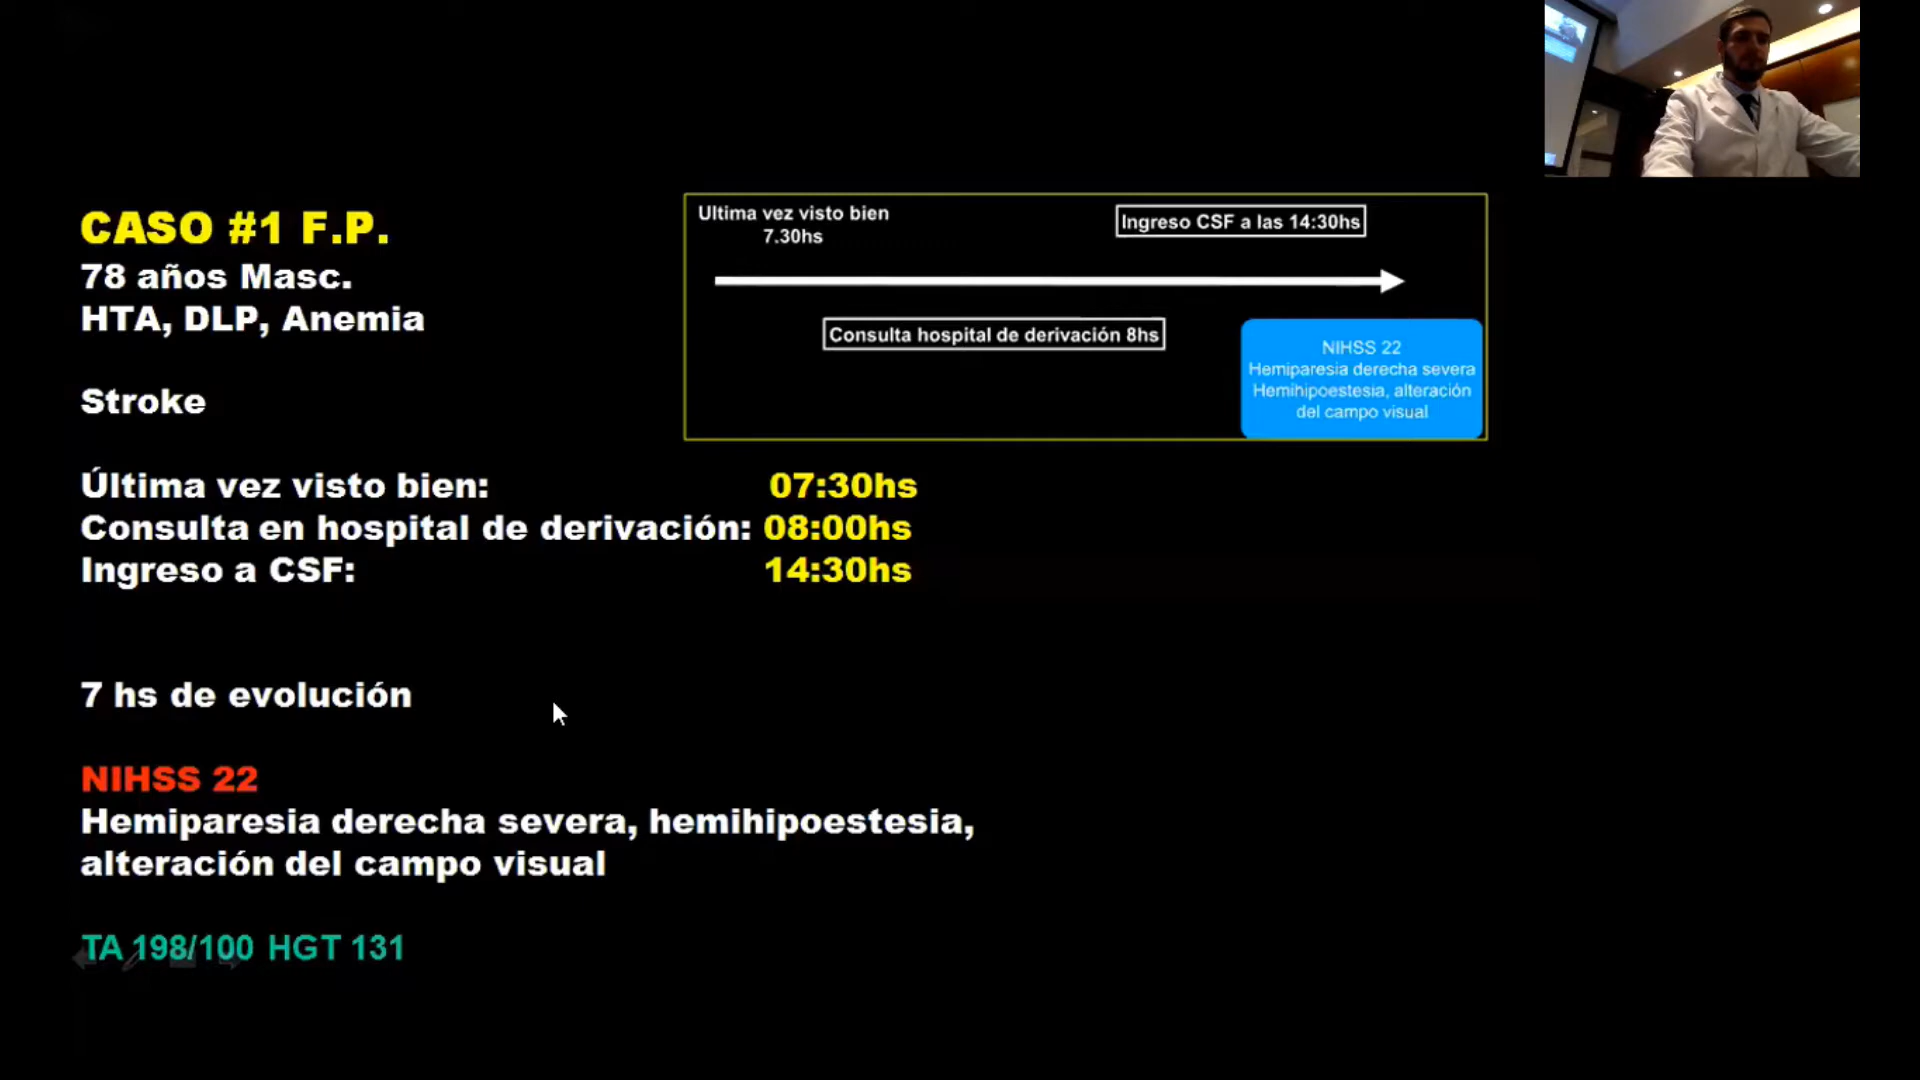 CASO #1 F.P.
78 años Masc.
HTA, DLP, Anemia
Stroke
Última vez visto bien: 07:30hs
Consulta en hospital de derivación: 08:00hs
Ingreso a CSF: 14:30hs
7 hs de evolución
NIHSS 22
Hemiparesia derecha severa, hemihipoestesia,
alteración del campo visual
TA 198/100 HGT 131
Ultima vez visto bien
7.30hs
Ingreso CSF a las 14:30hs
Consulta hospital de derivación 8hs
NIHSS 22
Hemiparesia derecha severa
Hemihipoestesia, alteración
del campo visual